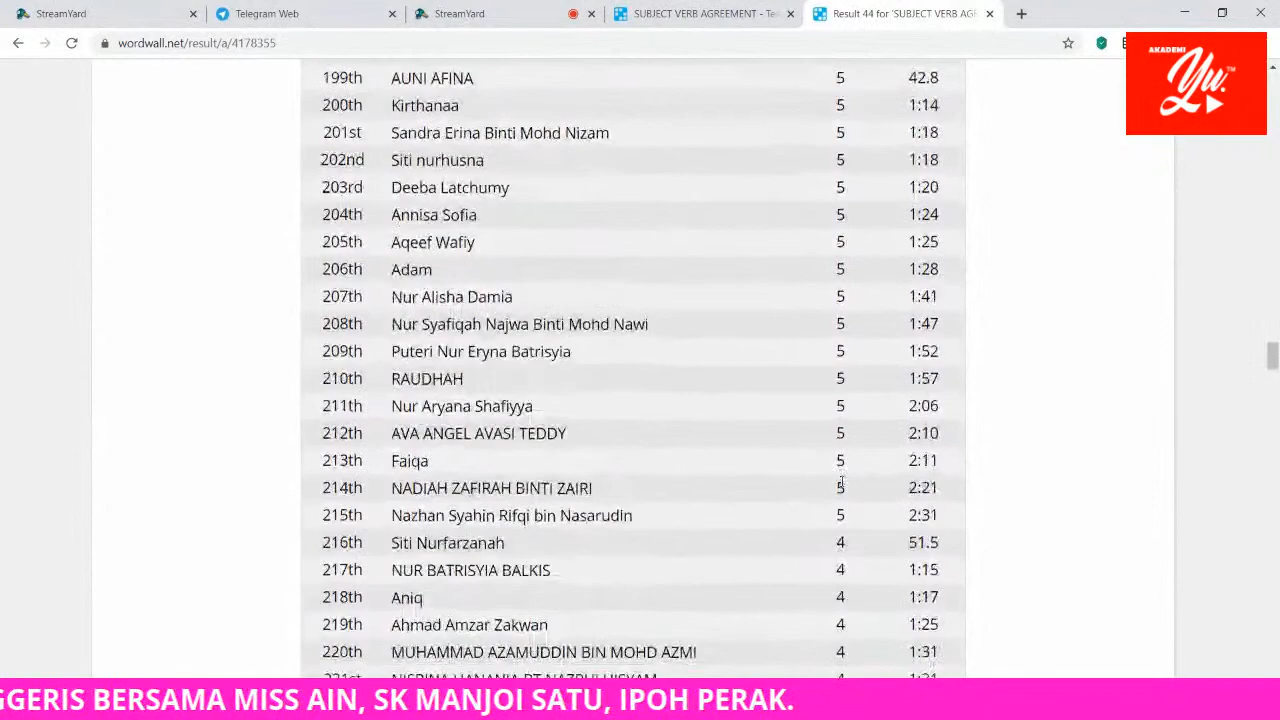 StreamYard
Telegram Web
StreamYard
SUBJECT VERB AGREEMENT - Te
Result 44 for 'SUBJECT VERB AG
wordwall.net/result/a/4178355
AKADEMI
Yu.
TM
199th AUNI AFINA 5 42.8
200th Kirthanaa 5 1:14
201st Sandra Erina Binti Mohd Nizam 5 1:18
202nd Siti nurhusna 5 1:18
203rd Deeba Latchumy 5 1:20
204th Annisa Sofia 5 1:24
205th Aqeef Wafiy 5 1:25
206th Adam 5 1:28
207th Nur Alisha Damia 5 1:41
208th Nur Syafiqah Najwa Binti Mohd Nawi 5 1:47
209th Puteri Nur Eryna Batrisyia 5 1:52
210th RAUDHAH 5 1:57
211th Nur Aryana Shafiyya 5 2:06
212th AVA ANGEL AVASI TEDDY 5 2:10
213th Faiqa 5 2:11
214th NADIAH ZAFIRAH BINTI ZAIRI 5 2:21
215th Nazhan Syahin Rifqi bin Nasarudin 5 2:31
216th Siti Nurfarzanah 4 51.5
217th NUR BATRISYIA BALKIS 4 1:15
218th Aniq 4 1:17
219th Ahmad Amzar Zakwan 4 1:25
220th MUHAMMAD AZAMUDDIN BIN MOHD AZMI 4 1:31
GGERIS BERSAMA MISS AIN, SK MANJOI SATU, IPOH PERAK.